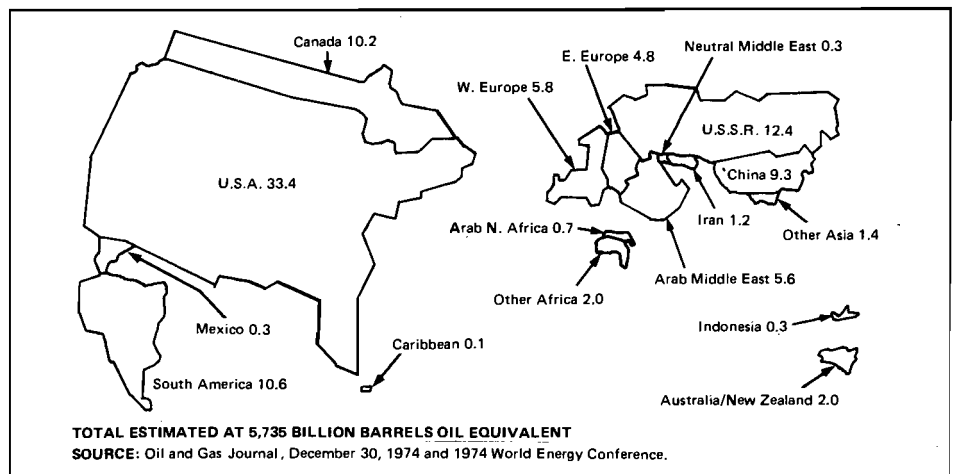 Canada 10.2
Neutral Middle East 0.3
E. Europe 4.8
W. Europe 5.8
U.S.S.R. 12.4
U.S.A. 33.4
China 9.3
Iran 1.2
Arab N. Africa 0.7
Other Asia 1.4
Arab Middle East 5.6
Other Africa 2.0
Mexico 0.3
Indonesia 0.3
Caribbean 0.1
South America 10.6
Australia/New Zealand 2.0
TOTAL ESTIMATED AT 5,735 BILLION BARRELS OIL EQUIVALENT
SOURCE: Oil and Gas Journal, December 30, 1974 and 1974 World Energy Conference.